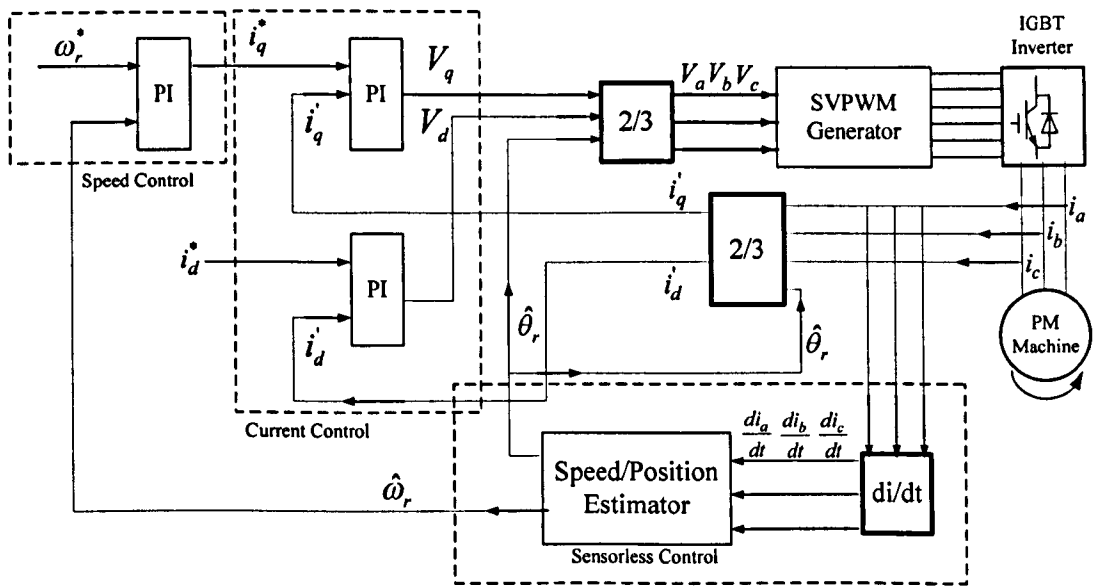 ω_r^*
PI
Speed Control
i_q^*
i_q^'
PI
V_q
V_d
2/3
V_a V_b V_c
SVPWM
Generator
IGBT
Inverter
i_d^*
i_d^'
PI
Current Control
i_q^'
i_d^'
2/3
i_a
i_b
i_c
PM
Machine
θ̂_r
θ̂_r
di_a/dt di_b/dt di_c/dt
di/dt
Speed/Position
Estimator
ω̂_r
Sensorless Control